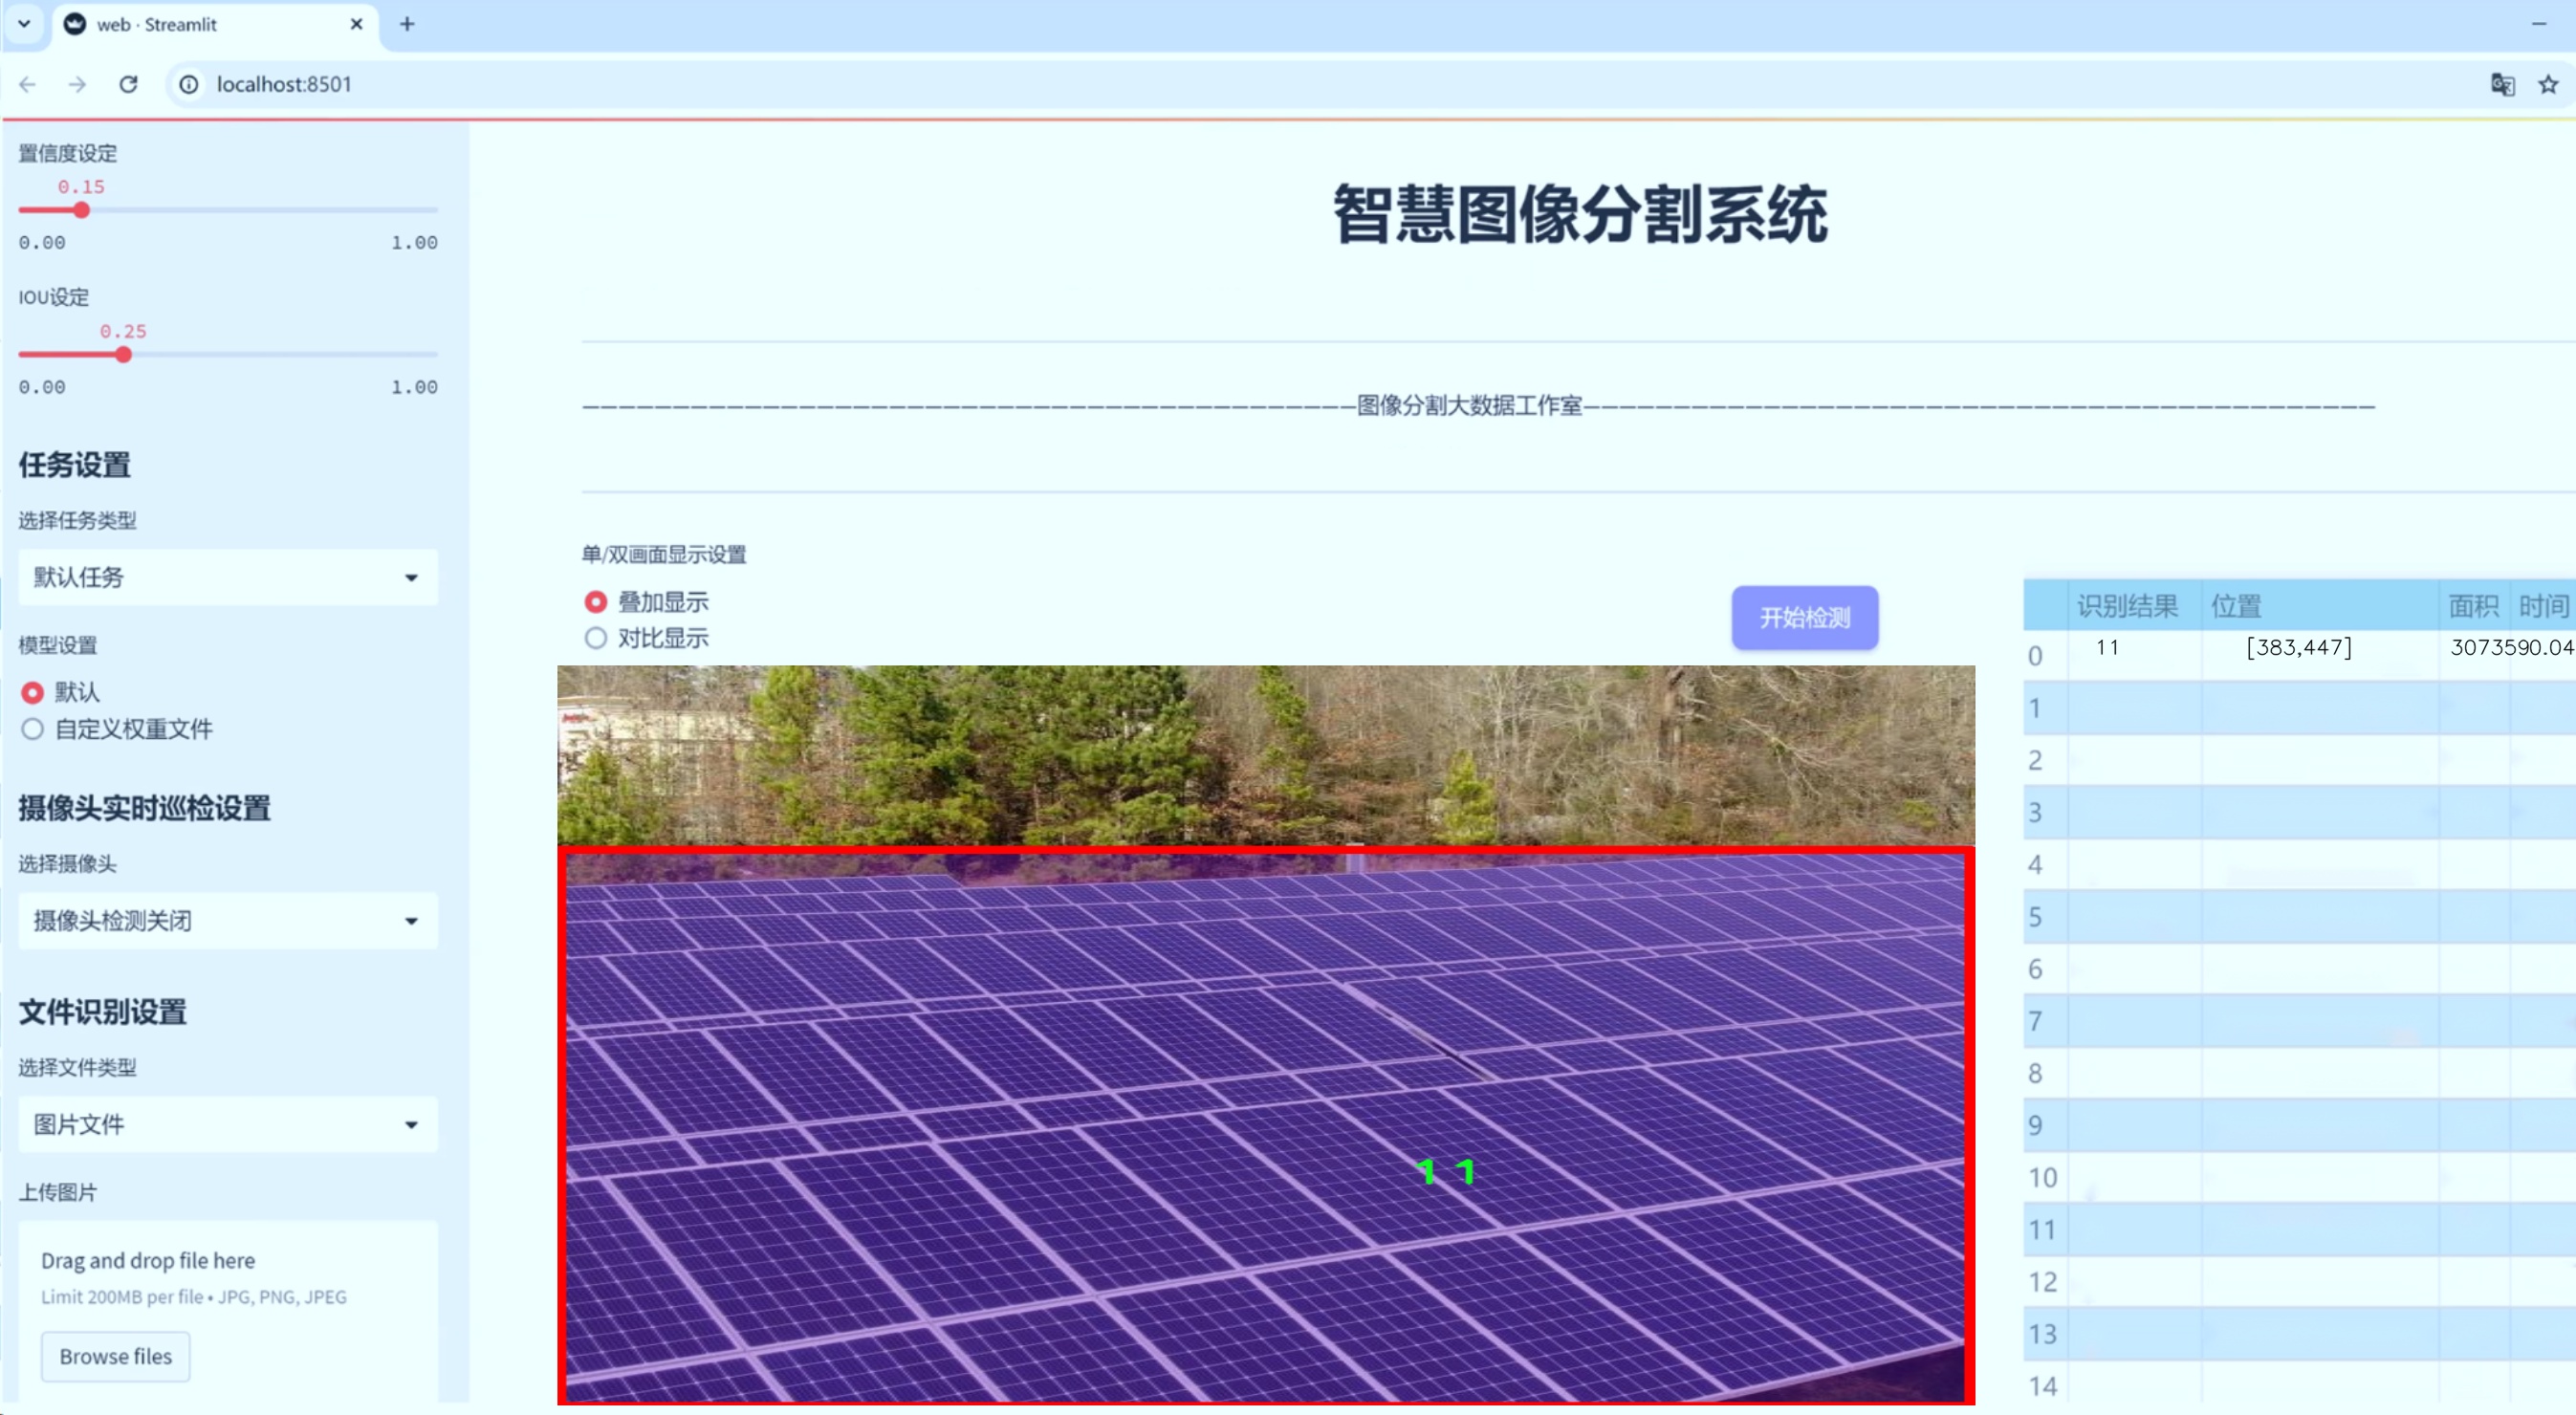 web · Streamlit
localhost:8501
置信度设定
0.15
0.00 1.00
IOU设定
0.25
0.00 1.00
任务设置
选择任务类型
默认任务
模型设置
默认
自定义权重文件
摄像头实时巡检设置
选择摄像头
摄像头检测关闭
文件识别设置
选择文件类型
图片文件
上传图片
Drag and drop file here
Limit 200MB per file • JPG, PNG, JPEG
Browse files
智慧图像分割系统
图像分割大数据工作室
单/双画面显示设置
叠加显示
对比显示
开始检测
11
识别结果 位置 面积 时间
0 11 [383,447] 3073590.04
1
2
3
4
5
6
7
8
9
10
11
12
13
14